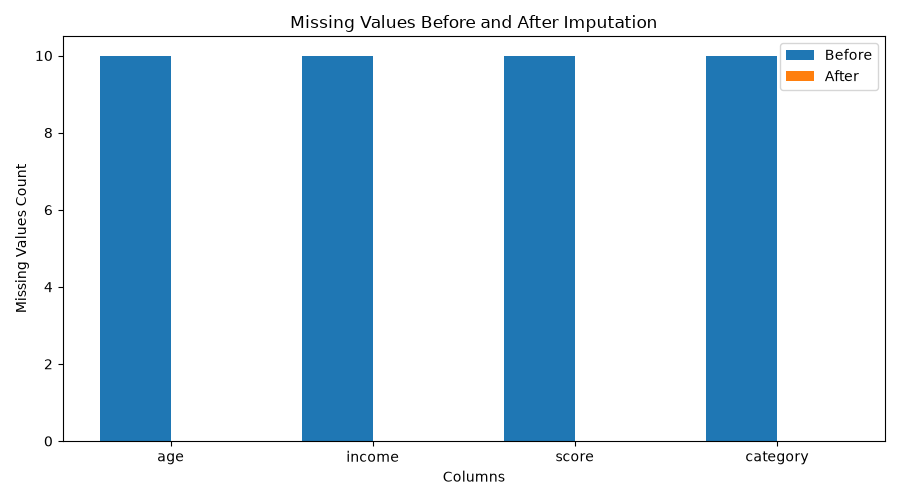 Missing Values Before and After Imputation
Before
After
10
8
6
4
2
0
Missing Values Count
age
income
score
category
Columns